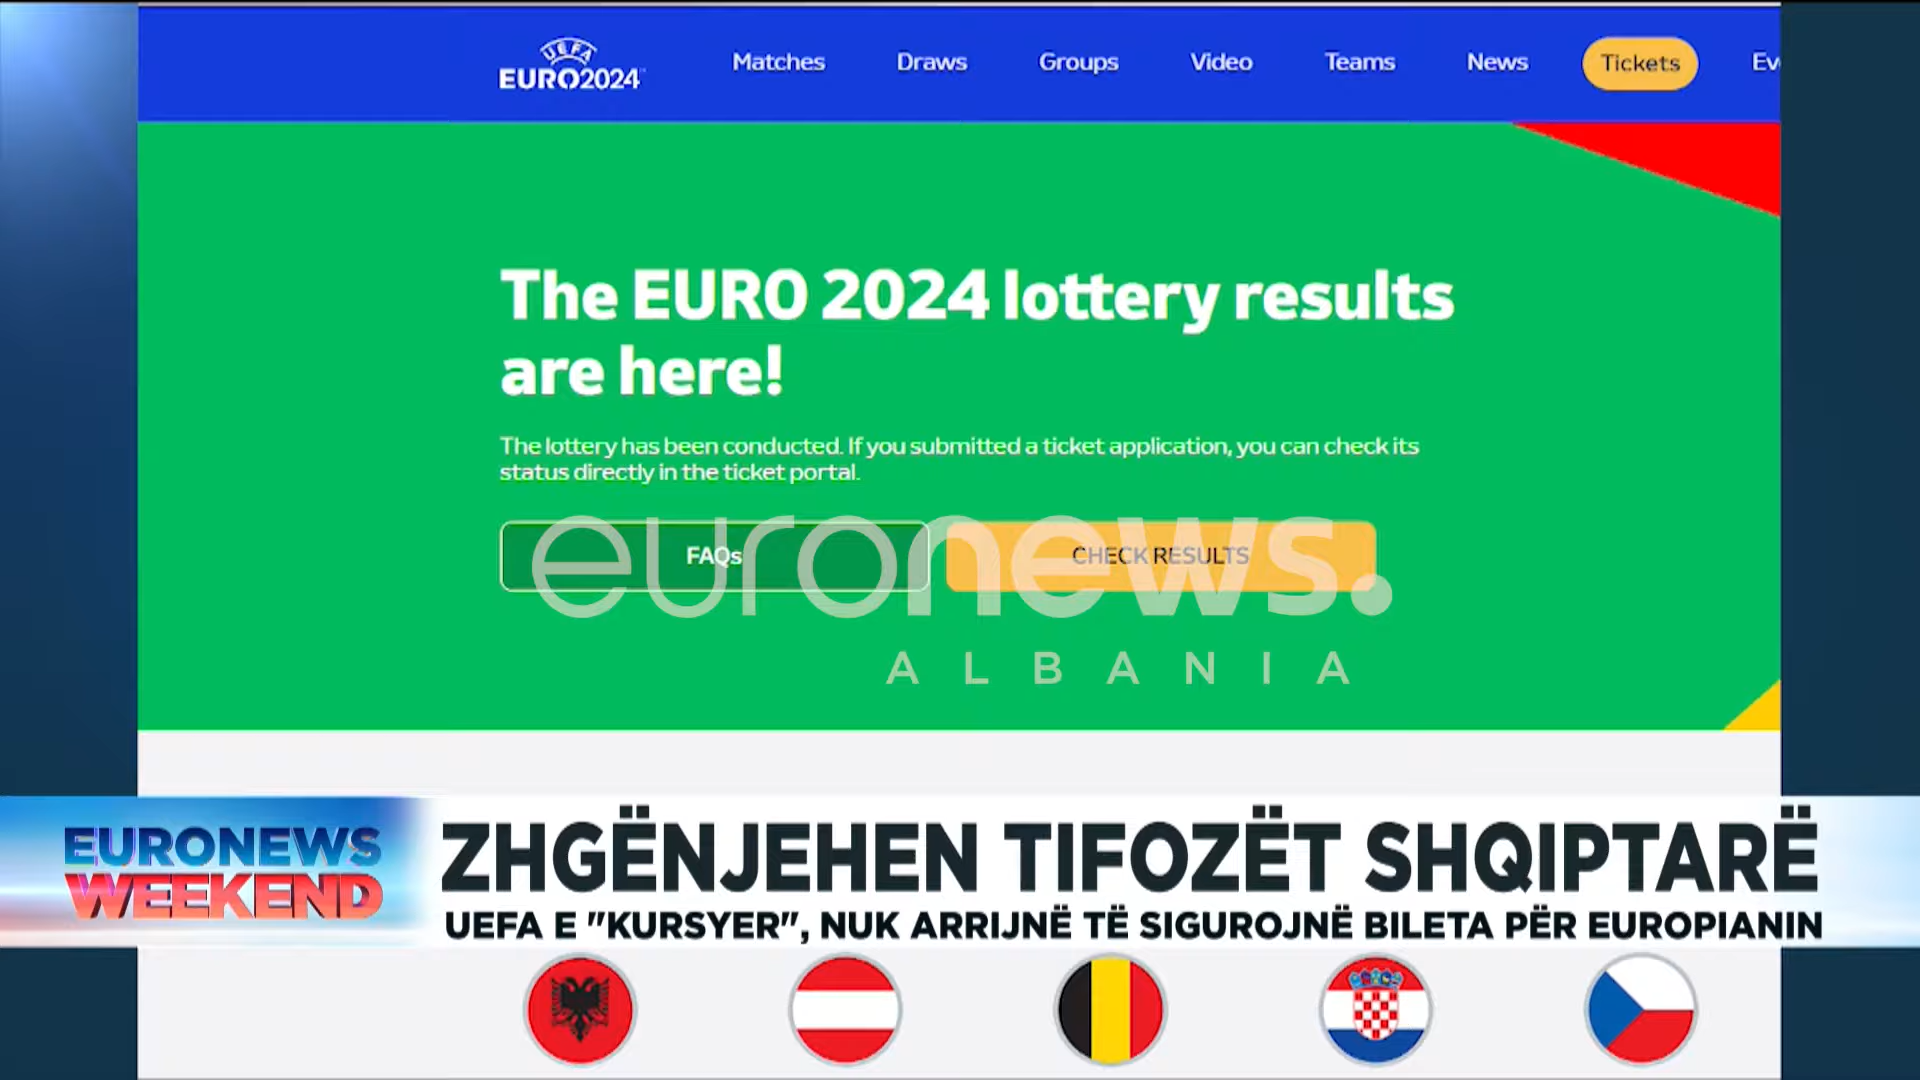 UEFA
EURO2024
Matches
Draws
Groups
Video
Teams
News
Tickets
The EURO 2024 lottery results
are here!
The lottery has been conducted. If you submitted a ticket application, you can check its
status directly in the ticket portal.
FAQs
CHECK RESULTS
euronews.
ALBANIA
EURONEWS
WEEKEND
ZHGËNJEHEN TIFOZËT SHQIPTARË
UEFA E "KURSYER", NUK ARRIJNË TË SIGUROJNË BILETA PËR EUROPIANIN